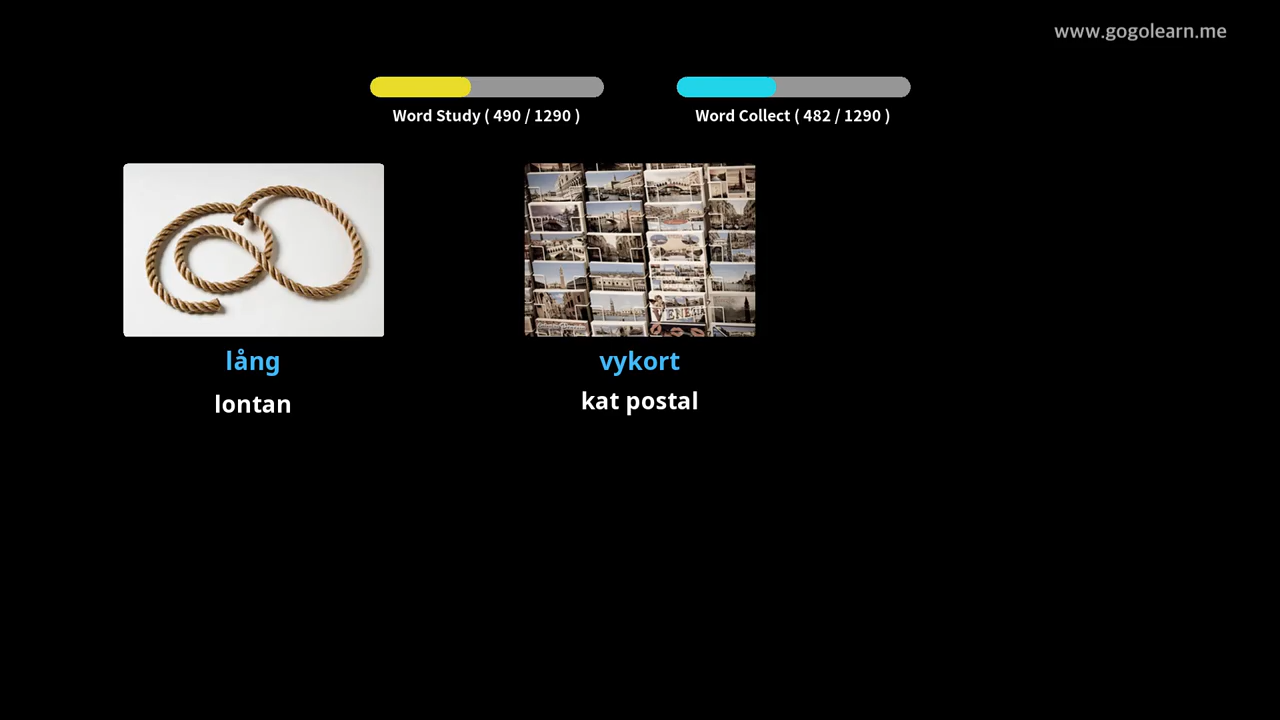 www.gogolearn.me
Word Study ( 490 / 1290 )
Word Collect ( 482 / 1290 )
lång
lontan
vykort
kat postal